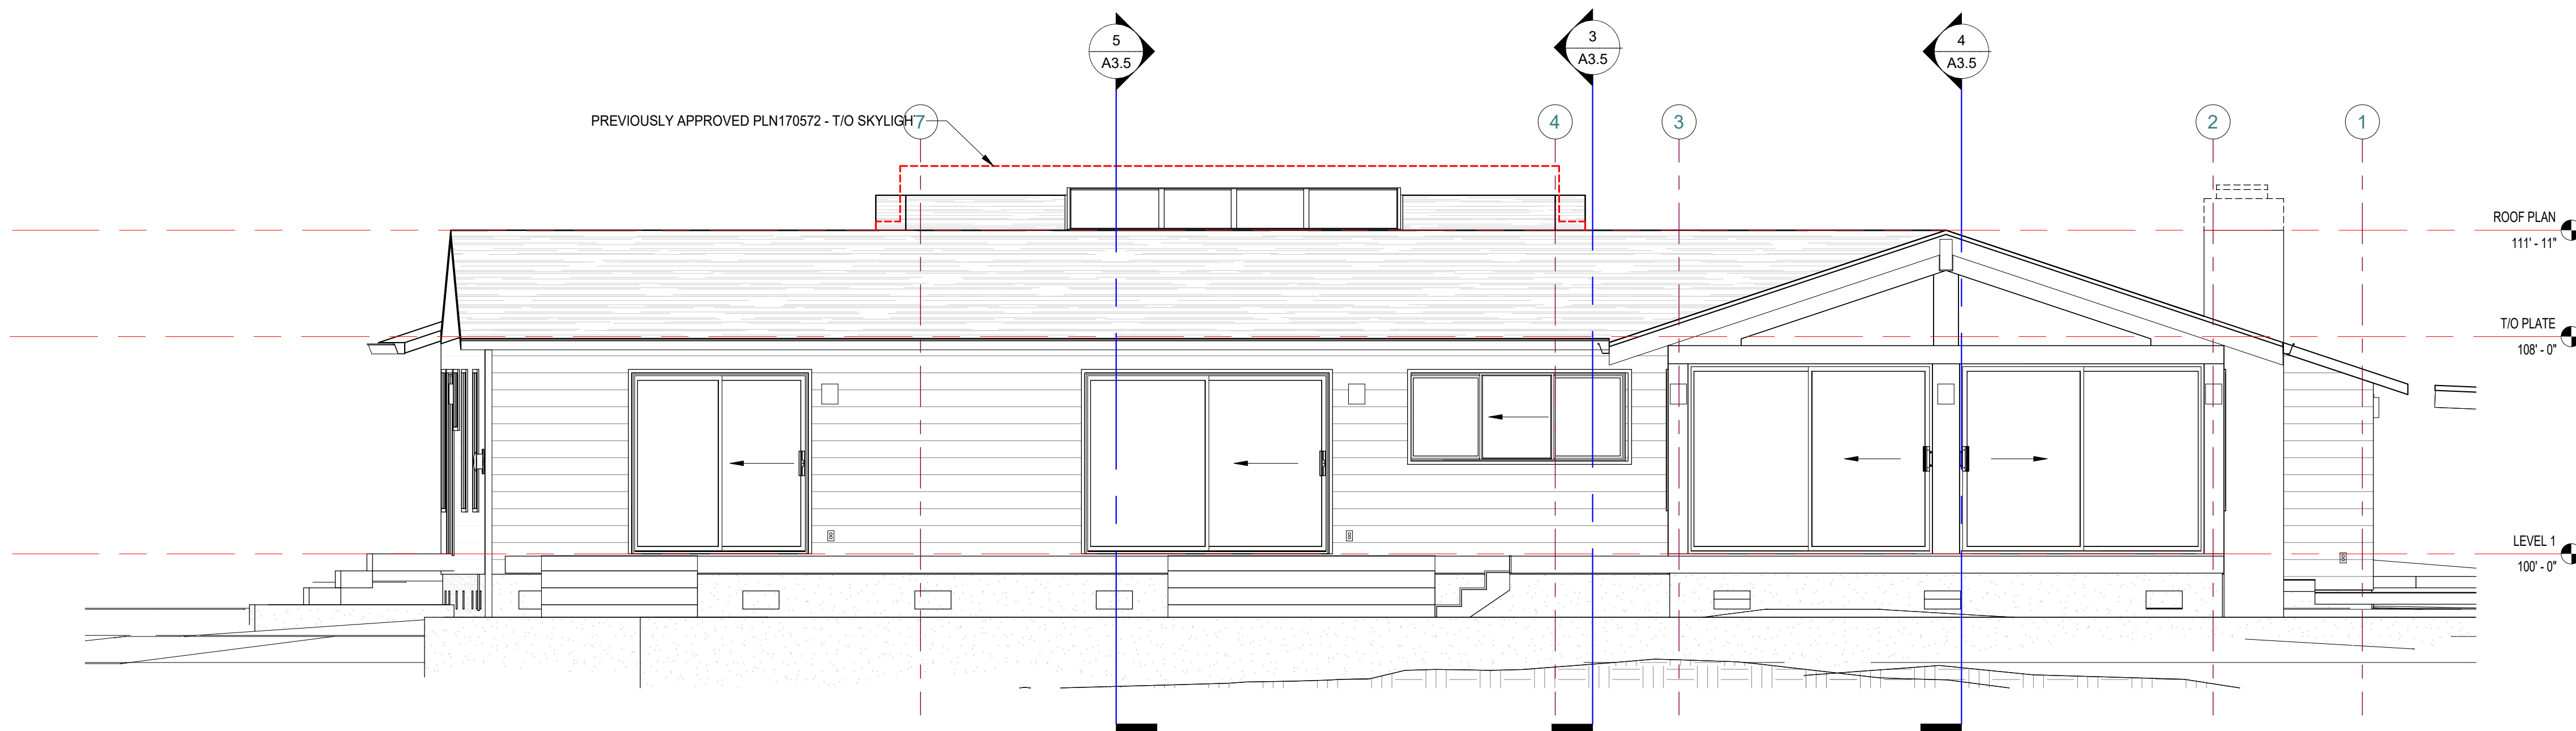 5
A3.5
3
A3.5
4
A3.5
PREVIOUSLY APPROVED PLN170572 - T/O SKYLIGHT
7
4
3
2
1
ROOF PLAN
111' - 11"
T/O PLATE
108' - 0"
LEVEL 1
100' - 0"